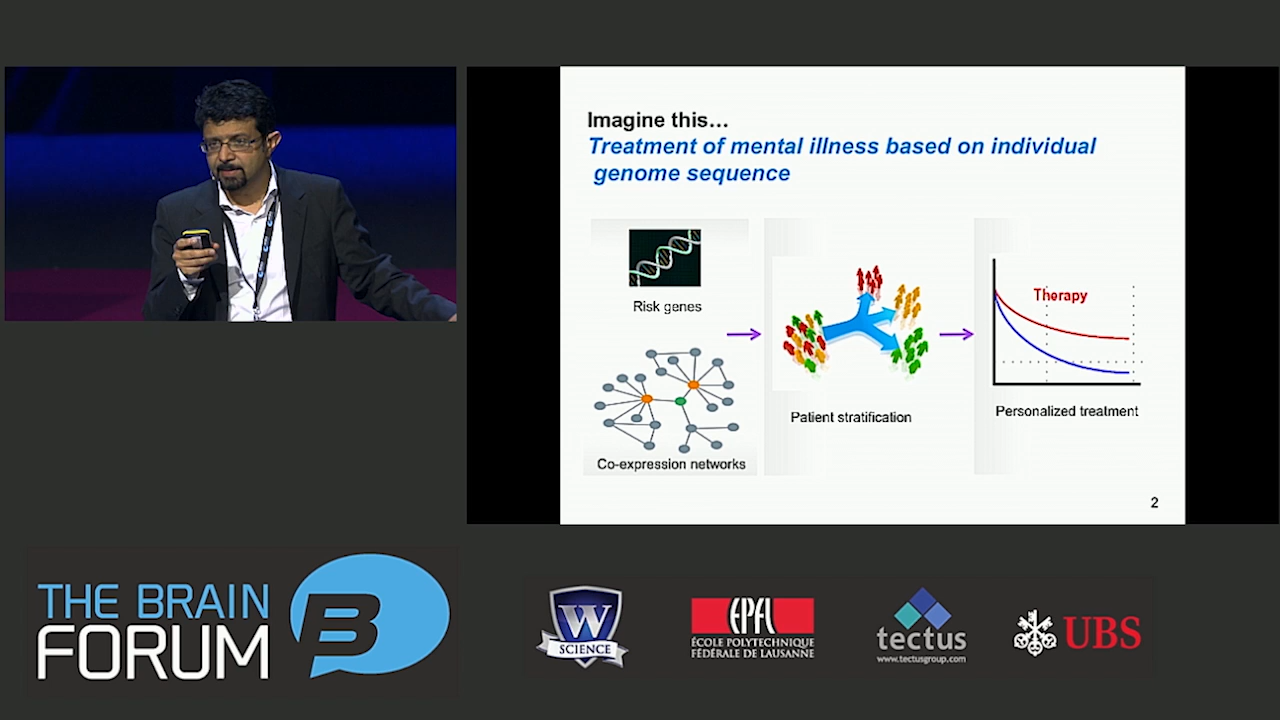 Imagine this...
Treatment of mental illness based on individual
genome sequence
Risk genes
Co-expression networks
Patient stratification
Therapy
Personalized treatment
2
THE BRAIN
FORUM
B
W
SCIENCE
EPFL
ÉCOLE POLYTECHNIQUE
FÉDÉRALE DE LAUSANNE
tectus
www.tectusgroup.com
UBS